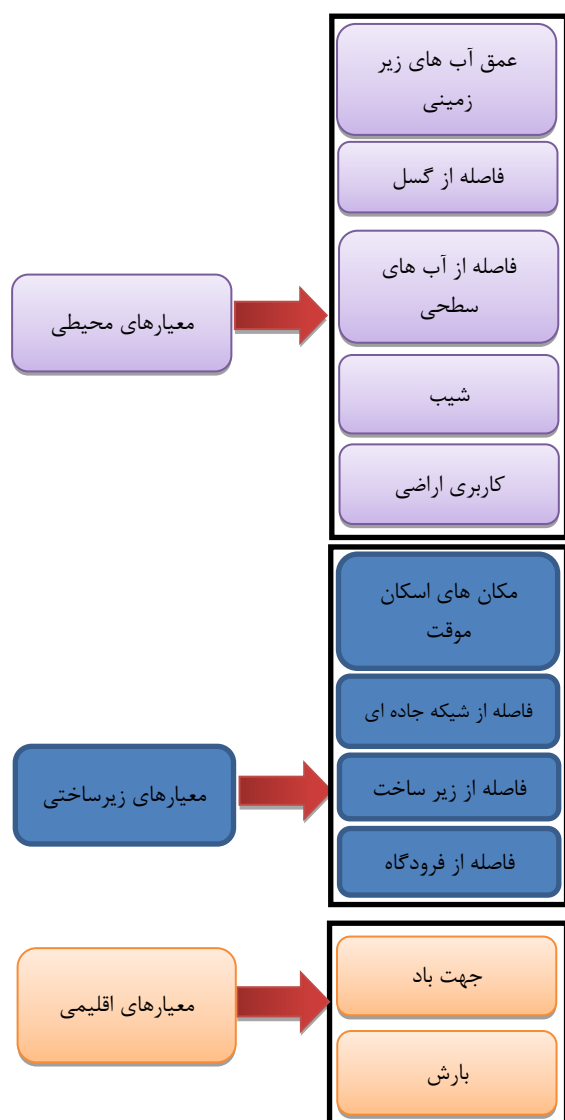 عمق آب های زیر
زمینی
فاصله از گسل
فاصله از آب های
سطحی
معیارهای محیطی
شیب
کاربری اراضی
مکان های اسکان
موقت
فاصله از شیکه جاده ای
معیارهای زیرساختی
فاصله از زیر ساخت
فاصله از فرودگاه
جهت باد
معیارهای اقلیمی
بارش